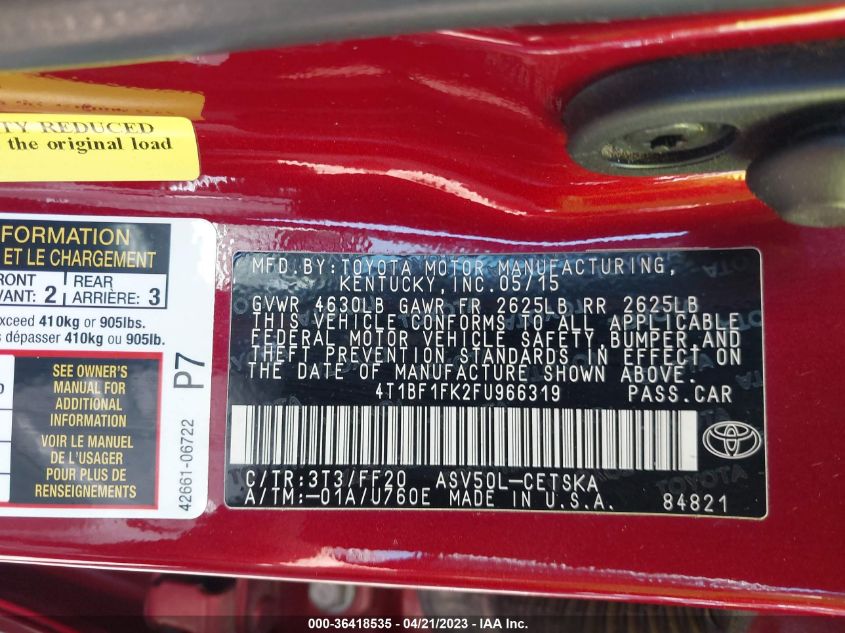 TY REDUCED
the original load
FORMATION
ET LE CHARGEMENT
FRONT
VANT: 2
REAR
ARRIÈRE: 3
exceed 410kg or 905lbs.
s dépasser 410kg ou 905lb.
SEE OWNER'S
MANUAL FOR
ADDITIONAL
INFORMATION
VOIR LE MANUEL
DE L'USAGER
POUR PLUS DE
RENSEIGNEMENTS
P7
42661-06722
MFD.BY:TOYOTA MOTOR MANUFACTURING,
KENTUCKY,INC.05/15
GVWR 4630LB GAWR FR 2625LB RR 2625LB
THIS VEHICLE CONFORMS TO ALL APPLICABLE
FEDERAL MOTOR VEHICLE SAFETY,BUMPER,AND
THEFT PREVENTION STANDARDS IN EFFECT ON
THE DATE OF MANUFACTURE SHOWN ABOVE.
4T1BF1FK2FU966319 PASS.CAR
C/TR:3T3/FF20 ASV50L-CETSKA
A/TM:-01A/U760E MADE IN U.S.A.
84821
000-36418535 - 04/21/2023 - IAA Inc.